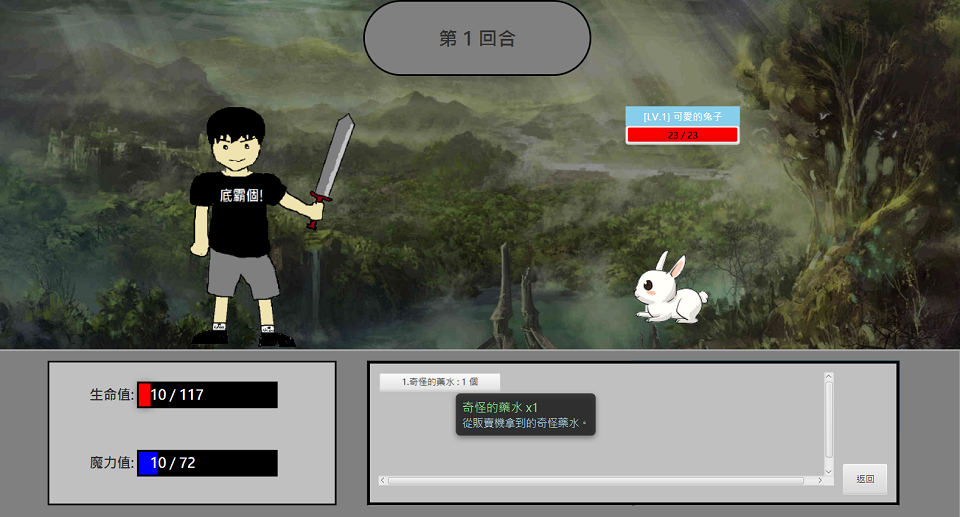 第 1 回合
[LV.1] 可愛的兔子
23 / 23
底霸個!
生命值: 10 / 117
魔力值: 10 / 72
1.奇怪的藥水 : 1 個
奇怪的藥水 x1
從販賣機拿到的奇怪藥水。
返回